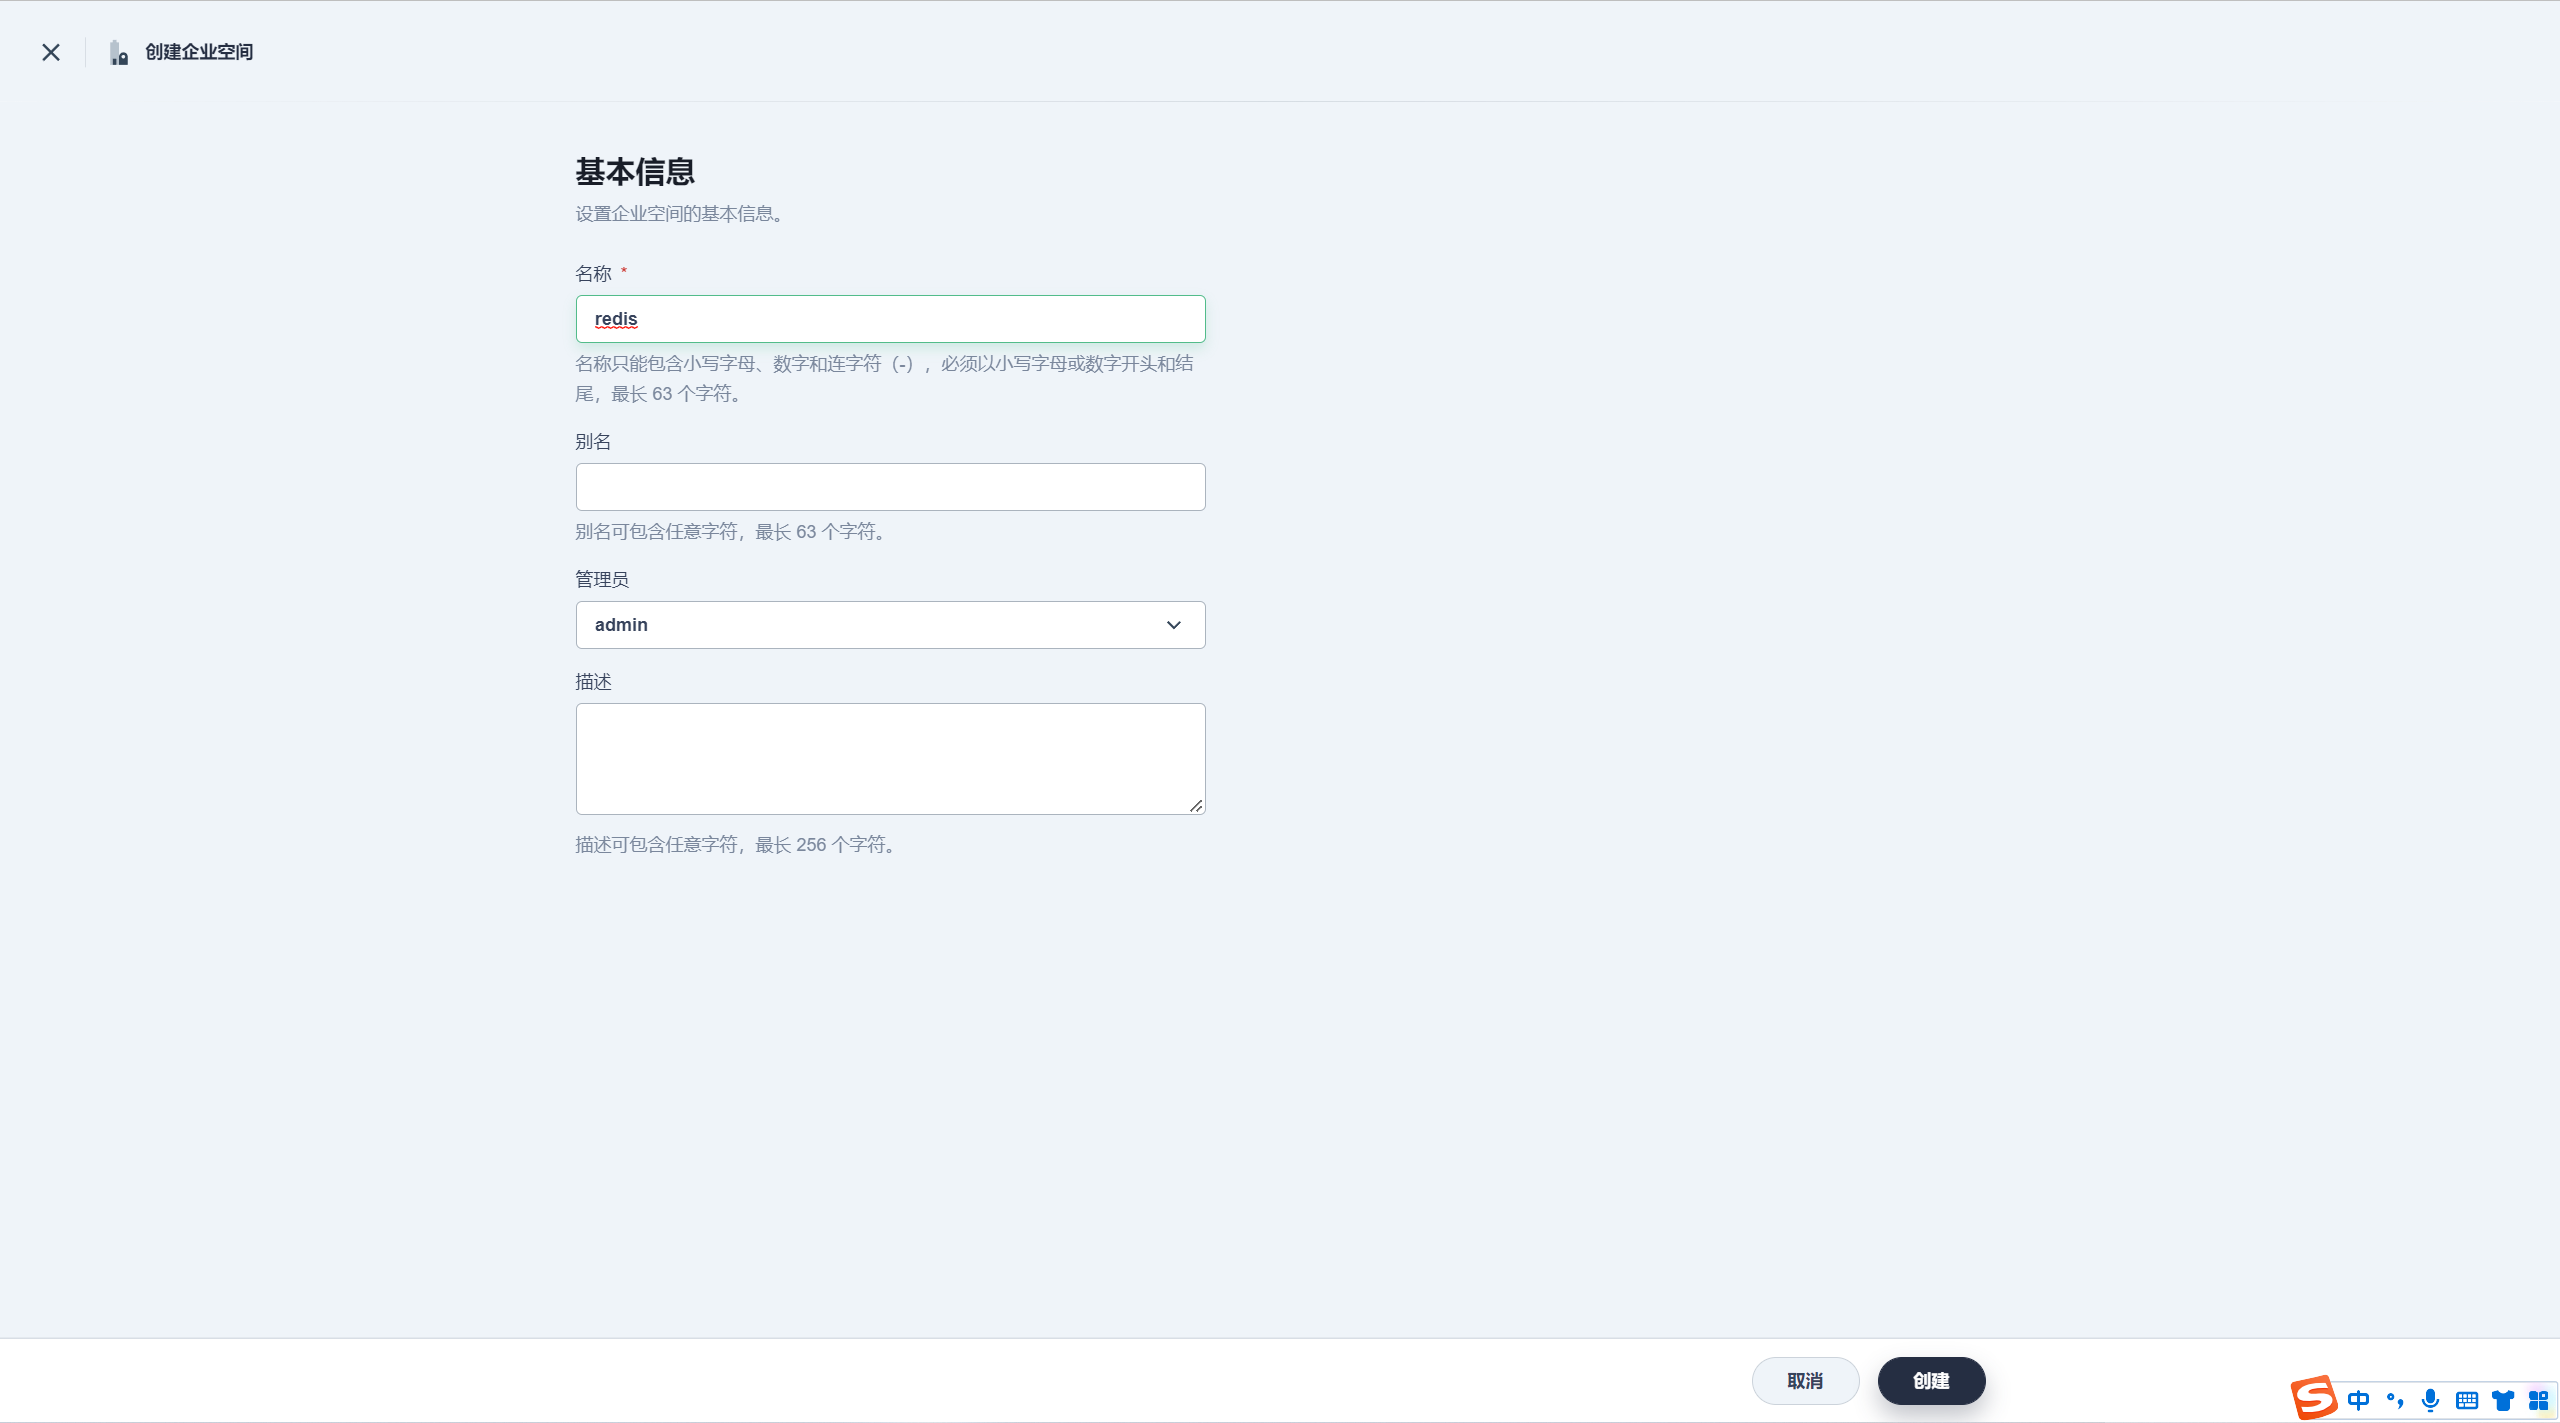 创建企业空间
基本信息
设置企业空间的基本信息。
名称 *
redis
名称只能包含小写字母、数字和连字符（-），必须以小写字母或数字开头和结
尾，最长 63 个字符。
别名
别名可包含任意字符，最长 63 个字符。
管理员
admin
描述
描述可包含任意字符，最长 256 个字符。
取消
创建
中